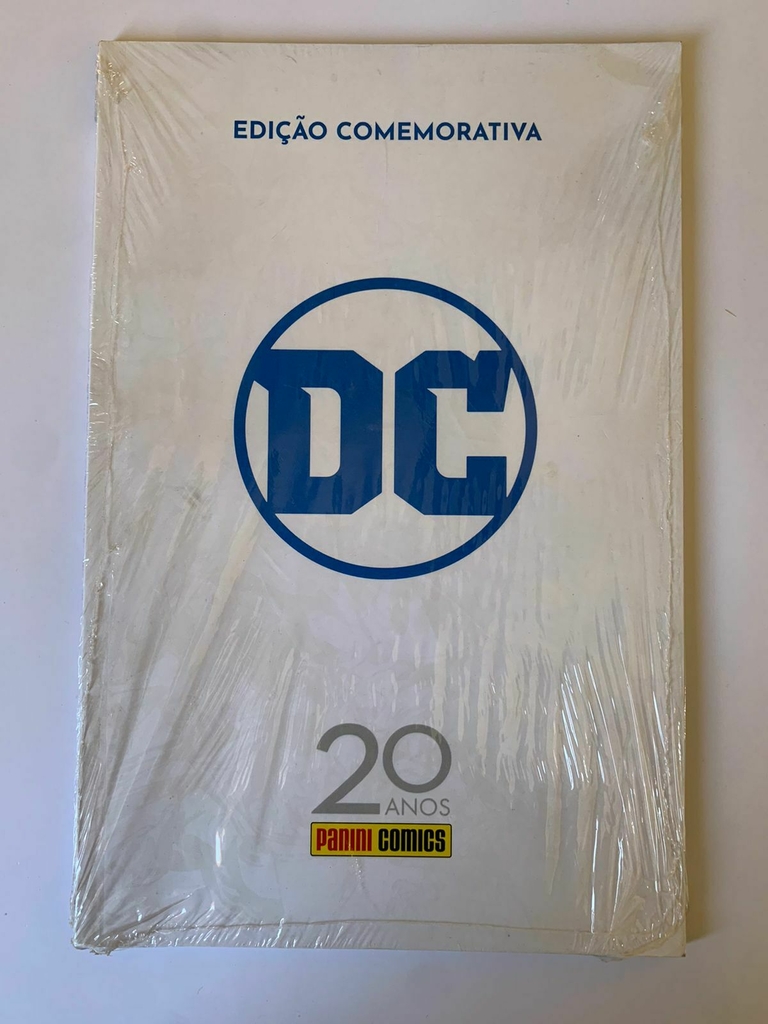 EDIÇÃO COMEMORATIVA
DC
20
ANOS
PANINI COMICS